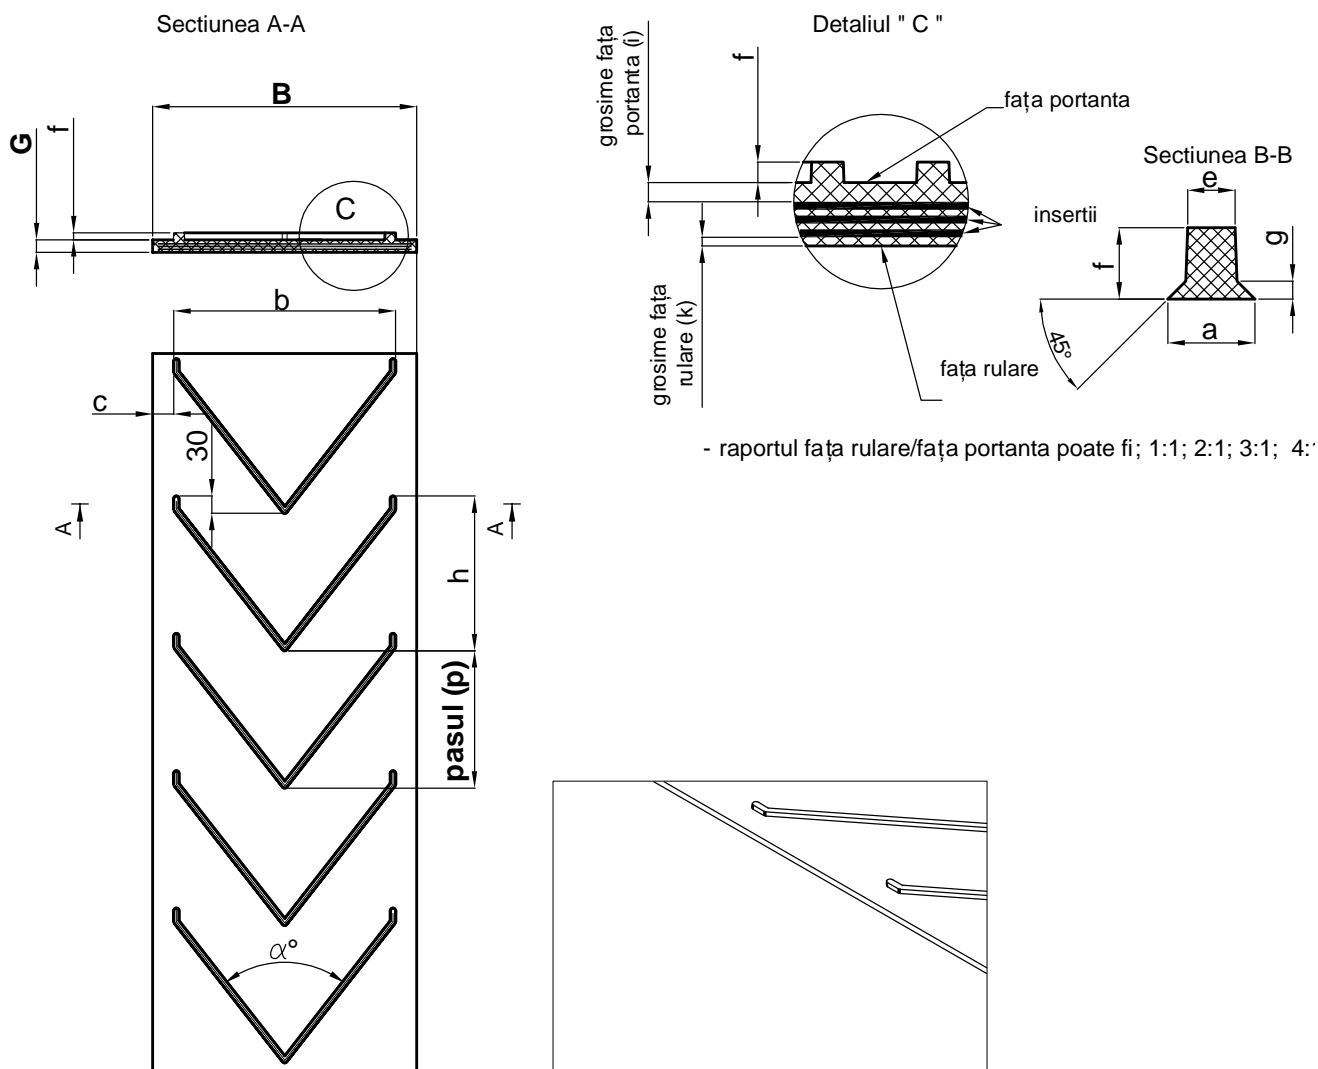 Sectiunea A-A
B
G
f
C
b
c
30
A
A
h
pasul (p)
α°
Detaliul " C "
grosime fața
portanta (i)
f
fața portanta
insertii
grosime fața
rulare (k)
fața rulare
Sectiunea B-B
e
f
g
a
45°
- raportul fața rulare/fața portanta poate fi; 1:1; 2:1; 3:1; 4: